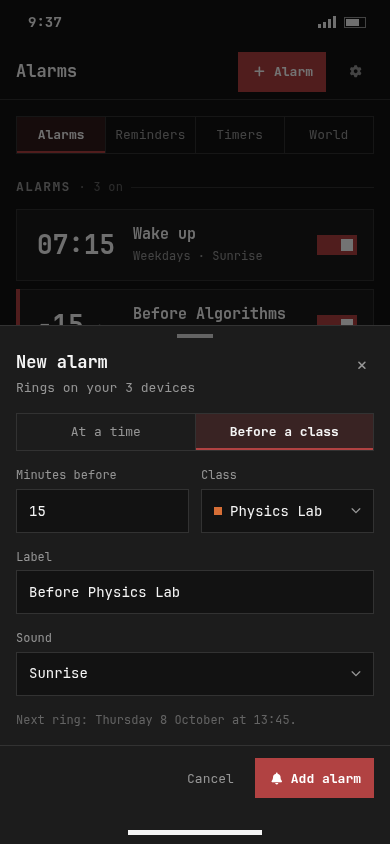 9:37
Alarms
+ Alarm
Alarms Reminders Timers World
ALARMS · 3 on
07:15
Wake up
Weekdays · Sunrise
-15
Before Algorithms
New alarm
Rings on your 3 devices
At a time Before a class
Minutes before Class
15 Physics Lab
Label
Before Physics Lab
Sound
Sunrise
Next ring: Thursday 8 October at 13:45.
Cancel Add alarm